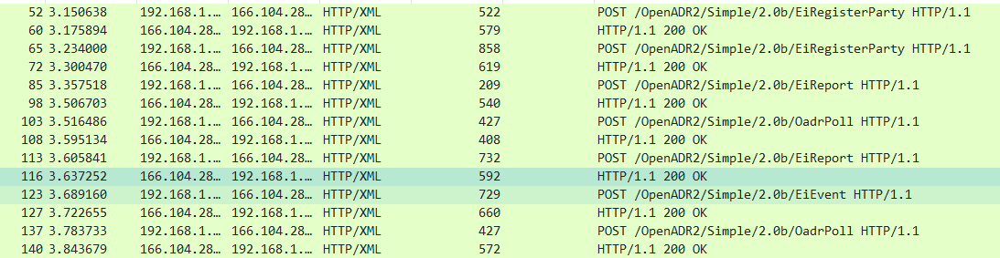 52 3.150638 192.168.1.… 166.104.28… HTTP/XML 522 POST /OpenADR2/Simple/2.0b/EiRegisterParty HTTP/1.1
60 3.175894 166.104.28… 192.168.1.… HTTP/XML 579 HTTP/1.1 200 OK
65 3.234000 192.168.1.… 166.104.28… HTTP/XML 858 POST /OpenADR2/Simple/2.0b/EiRegisterParty HTTP/1.1
72 3.300470 166.104.28… 192.168.1.… HTTP/XML 619 HTTP/1.1 200 OK
85 3.357518 192.168.1.… 166.104.28… HTTP/XML 209 POST /OpenADR2/Simple/2.0b/EiReport HTTP/1.1
98 3.506703 166.104.28… 192.168.1.… HTTP/XML 540 HTTP/1.1 200 OK
103 3.516486 192.168.1.… 166.104.28… HTTP/XML 427 POST /OpenADR2/Simple/2.0b/OadrPoll HTTP/1.1
108 3.595134 166.104.28… 192.168.1.… HTTP/XML 408 HTTP/1.1 200 OK
113 3.605841 192.168.1.… 166.104.28… HTTP/XML 732 POST /OpenADR2/Simple/2.0b/EiReport HTTP/1.1
116 3.637252 166.104.28… 192.168.1.… HTTP/XML 592 HTTP/1.1 200 OK
123 3.689160 192.168.1.… 166.104.28… HTTP/XML 729 POST /OpenADR2/Simple/2.0b/EiEvent HTTP/1.1
127 3.722655 166.104.28… 192.168.1.… HTTP/XML 660 HTTP/1.1 200 OK
137 3.783733 192.168.1.… 166.104.28… HTTP/XML 427 POST /OpenADR2/Simple/2.0b/OadrPoll HTTP/1.1
140 3.843679 166.104.28… 192.168.1.… HTTP/XML 572 HTTP/1.1 200 OK